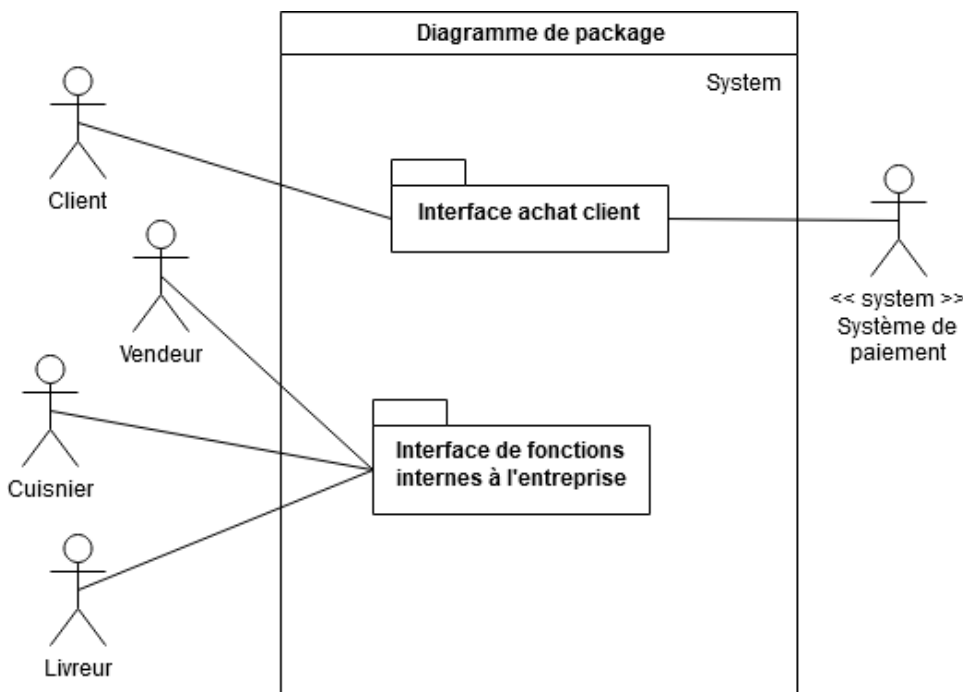 Diagramme de package
System
Client
Interface achat client
<< system >>
Système de
paiement
Vendeur
Cuisnier
Interface de fonctions
internes à l'entreprise
Livreur